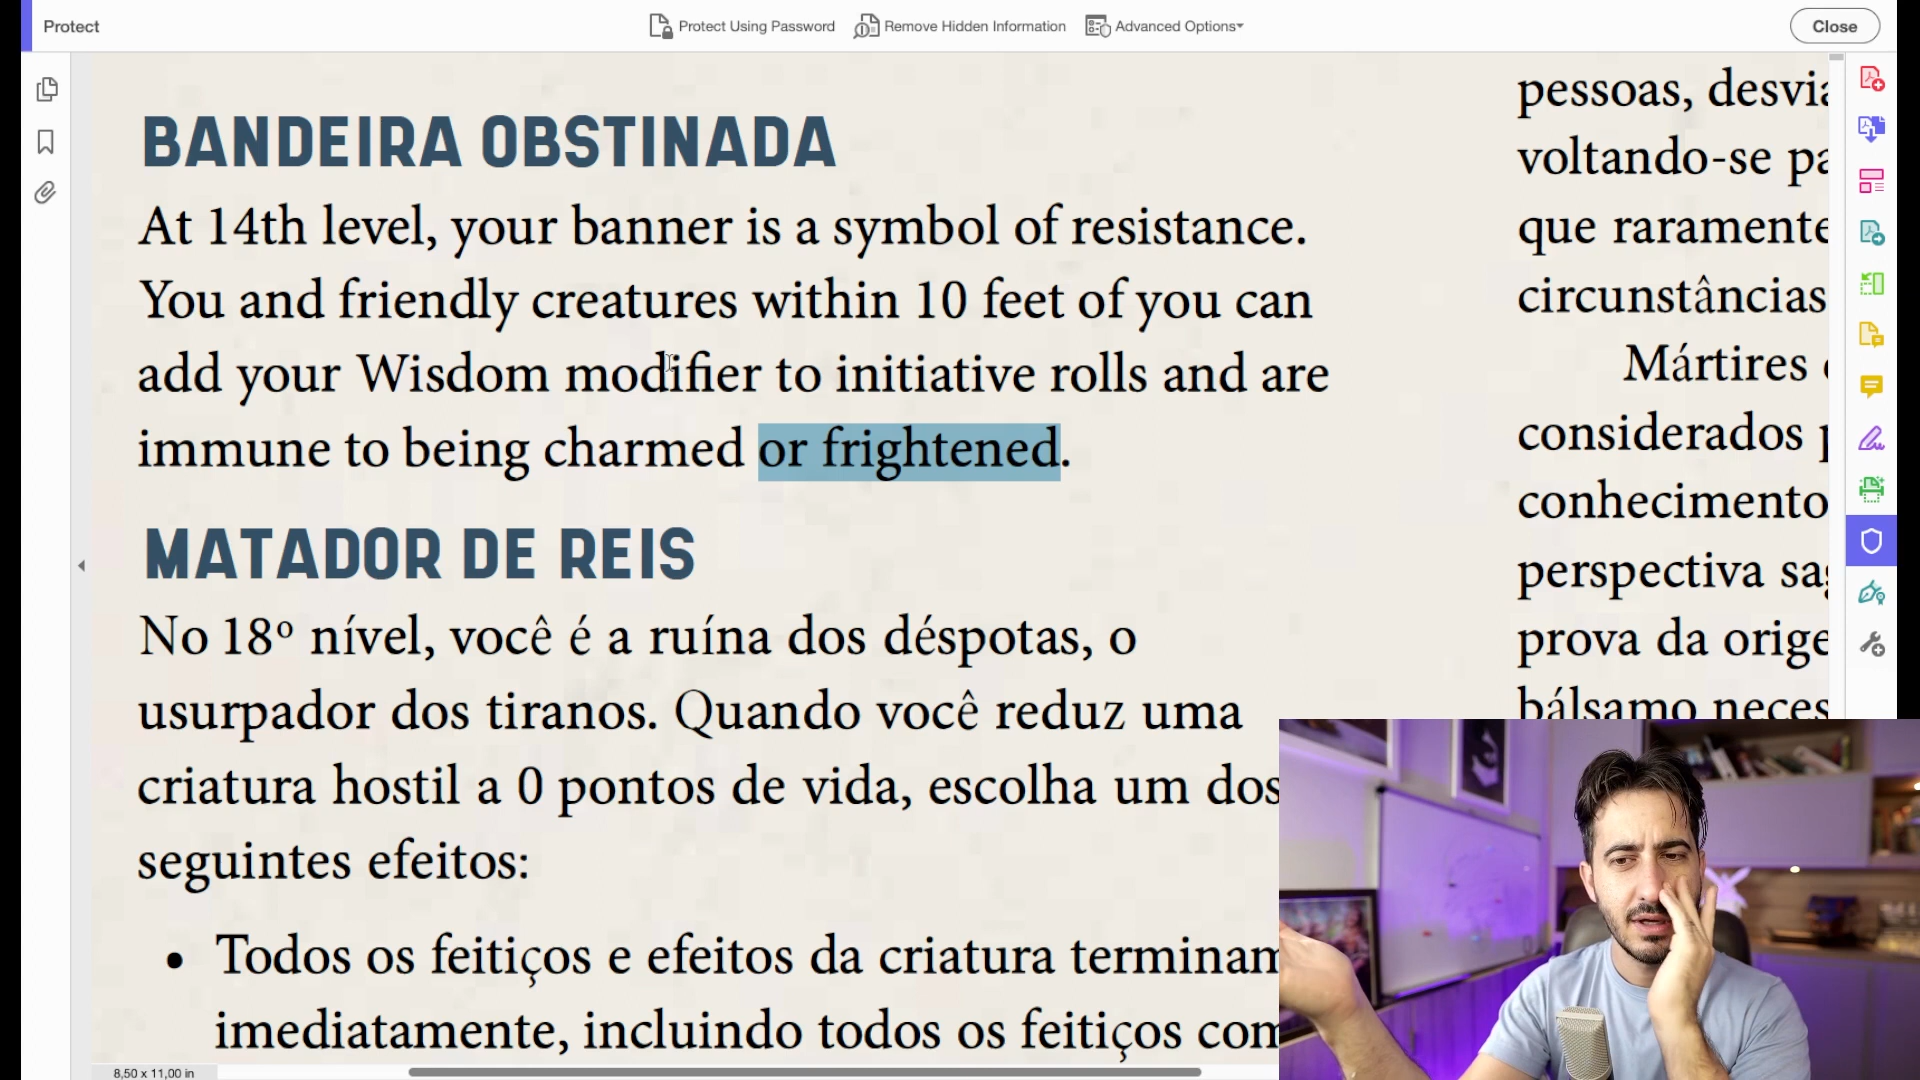 Protect
Protect Using Password
Remove Hidden Information
Advanced Options
Close
BANDEIRA OBSTINADA
At 14th level, your banner is a symbol of resistance.
You and friendly creatures within 10 feet of you can
add your Wisdom modifier to initiative rolls and are
immune to being charmed or frightened.
MATADOR DE REIS
No 18º nível, você é a ruína dos déspotas, o
usurpador dos tiranos. Quando você reduz uma
criatura hostil a 0 pontos de vida, escolha um dos
seguintes efeitos:
• Todos os feitiços e efeitos da criatura terminam
imediatamente, incluindo todos os feitiços com
pessoas, desvia
voltando-se pa
que raramente
circunstâncias
Mártires
considerados
conhecimento
perspectiva sag
prova da orige
bálsamo neces
8,50 x 11,00 in